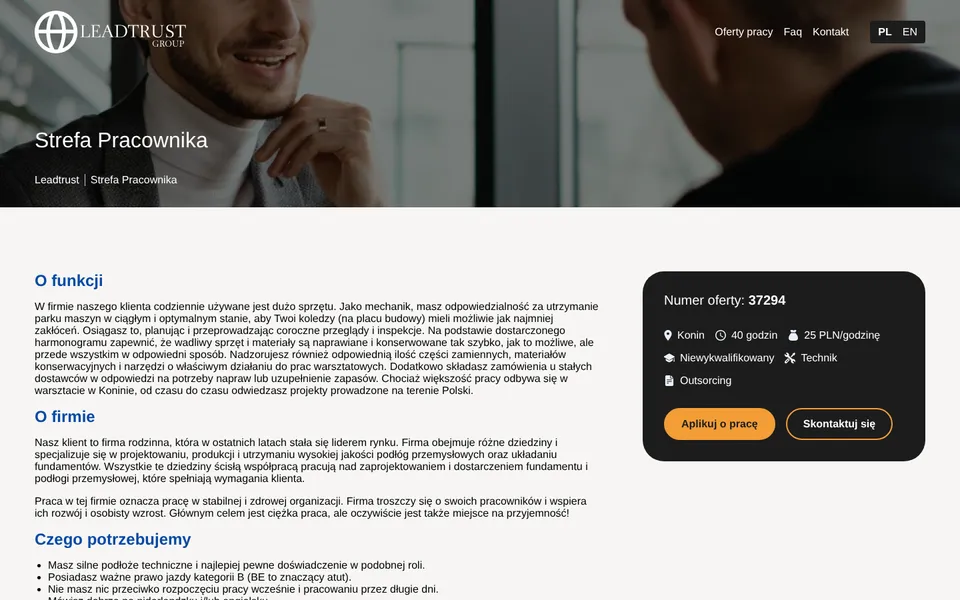 LEADTRUST
GROUP
Oferty pracy Faq Kontakt PL EN
Strefa Pracownika
Leadtrust | Strefa Pracownika
O funkcji
W firmie naszego klienta codziennie używane jest dużo sprzętu. Jako mechanik, masz odpowiedzialność za utrzymanie
parku maszyn w ciągłym i optymalnym stanie, aby Twoi koledzy (na placu budowy) mieli możliwie jak najmniej
zakłóceń. Osiągasz to, planując i przeprowadzając coroczne przeglądy i inspekcje. Na podstawie dostarczonego
harmonogramu zapewnić, że wadliwy sprzęt i materiały są naprawiane i konserwowane tak szybko, jak to możliwe, ale
przede wszystkim w odpowiedni sposób. Nadzorujesz również odpowiednią ilość części zamiennych, materiałów
konserwacyjnych i narzędzi o właściwym działaniu do prac warsztatowych. Dodatkowo składasz zamówienia u stałych
dostawców w odpowiedzi na potrzeby napraw lub uzupełnienie zapasów. Chociaż większość pracy odbywa się w
warsztacie w Koninie, od czasu do czasu odwiedzasz projekty prowadzone na terenie Polski.
O firmie
Nasz klient to firma rodzinna, która w ostatnich latach stała się liderem rynku. Firma obejmuje różne dziedziny i
specjalizuje się w projektowaniu, produkcji i utrzymaniu wysokiej jakości podłóg przemysłowych oraz układaniu
fundamentów. Wszystkie te dziedziny ścisłą współpracą pracują nad zaprojektowaniem i dostarczeniem fundamentu i
podłogi przemysłowej, które spełniają wymagania klienta.
Praca w tej firmie oznacza pracę w stabilnej i zdrowej organizacji. Firma troszczy się o swoich pracowników i wspiera
ich rozwój i osobisty wzrost. Głównym celem jest ciężka praca, ale oczywiście jest także miejsce na przyjemność!
Czego potrzebujemy
Masz silne podłoże techniczne i najlepiej pewne doświadczenie w podobnej roli.
Posiadasz ważne prawo jazdy kategorii B (BE to znaczący atut).
Nie masz nic przeciwko rozpoczęciu pracy wcześnie i pracowaniu przez długie dni.
Numer oferty: 37294
Konin 40 godzin 25 PLN/godzinę
Niewykwalifikowany Technik
Outsorcing
Aplikuj o pracę Skontaktuj się